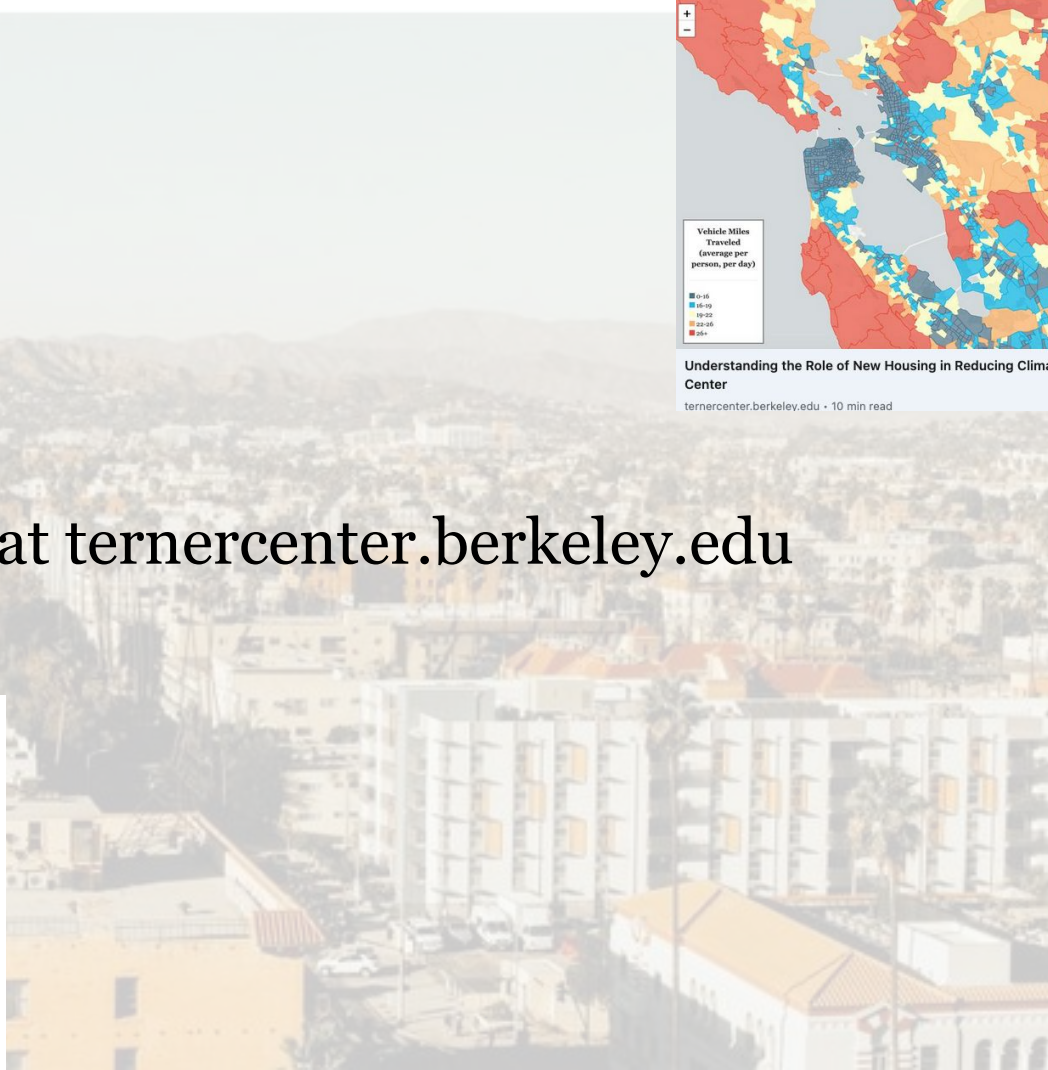 +
−
Vehicle Miles
Traveled
(average per
person, per day)
0-16
16-19
19-22
22-26
26+
Understanding the Role of New Housing in Reducing Clima
Center
ternercenter.berkeley.edu • 10 min read
at ternercenter.berkeley.edu